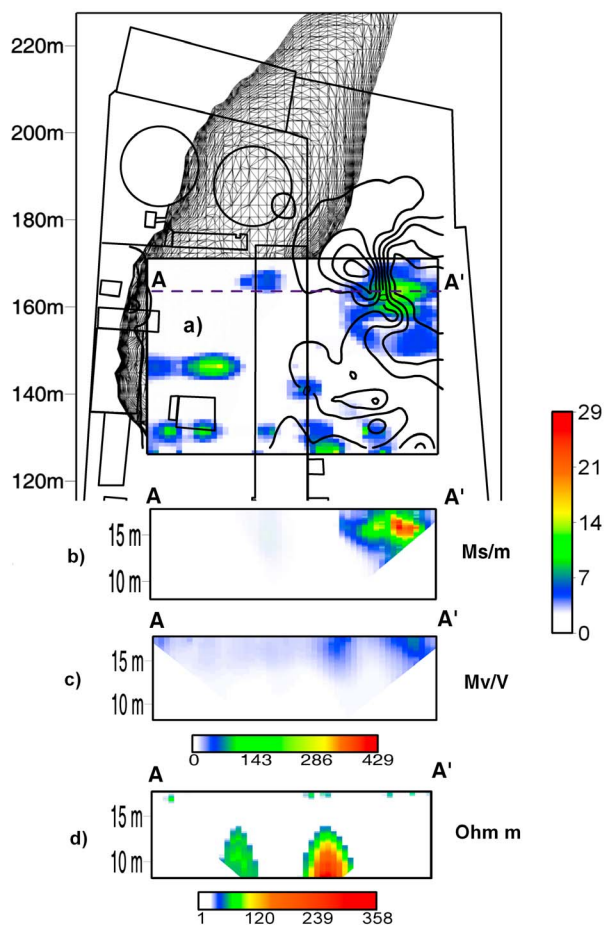 220m
200m
180m
160m
140m
120m
A A'
a)
29
21
14
7
0
A A'
15 m
10 m
b)
Ms/m
A A'
15 m
10 m
c)
Mv/V
0 143 286 429
A A'
15 m
10 m
d)
Ohm m
1 120 239 358